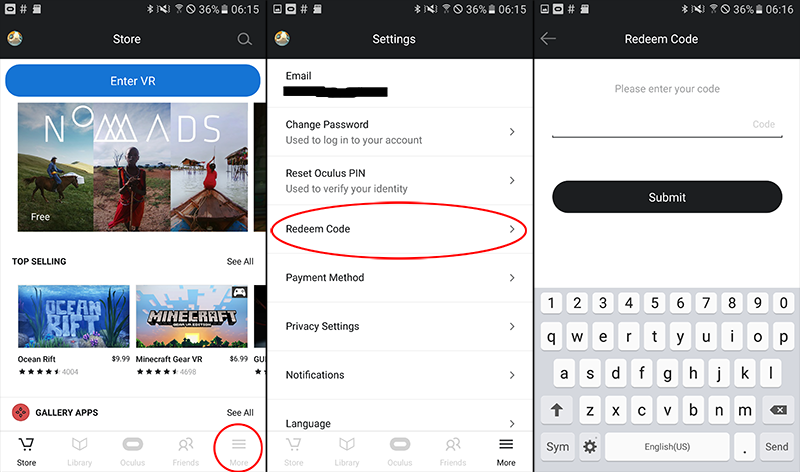 36% 06:15
Store
Enter VR
NOMADS
Free
TOP SELLING See All
OCEAN RIFT
MINECRAFT
GEAR VR EDITION
Ocean Rift $9.99
4004
Minecraft Gear VR $6.99
4698
GU
GALLERY APPS See All
Store Library Oculus Friends More
36% 06:15
Settings
Email
Change Password
Used to log in to your account
Reset Oculus PIN
Used to verify your identity
Redeem Code
Payment Method
Privacy Settings
Notifications
Language
Store Library Oculus Friends More
36% 06:16
Redeem Code
Please enter your code
Code
Submit
1 2 3 4 5 6 7 8 9 0
q w e r t y u i o p
a s d f g h j k l
z x c v b n m
Sym English(US) . Send